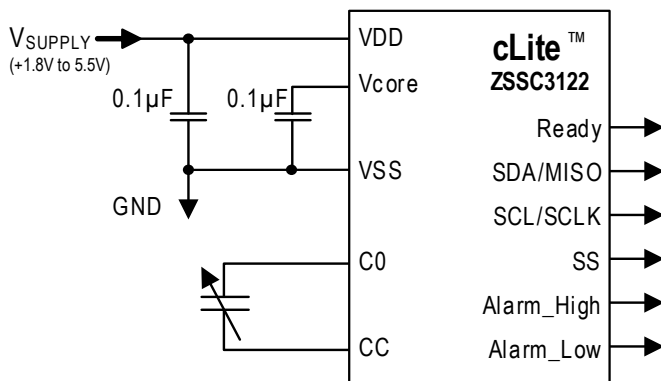 VSUPPLY
(+1.8V to 5.5V)
0.1µF
0.1µF
GND
VDD
Vcore
VSS
C0
CC
cLite™
ZSSC3122
Ready
SDA/MISO
SCL/SCLK
SS
Alarm_High
Alarm_Low